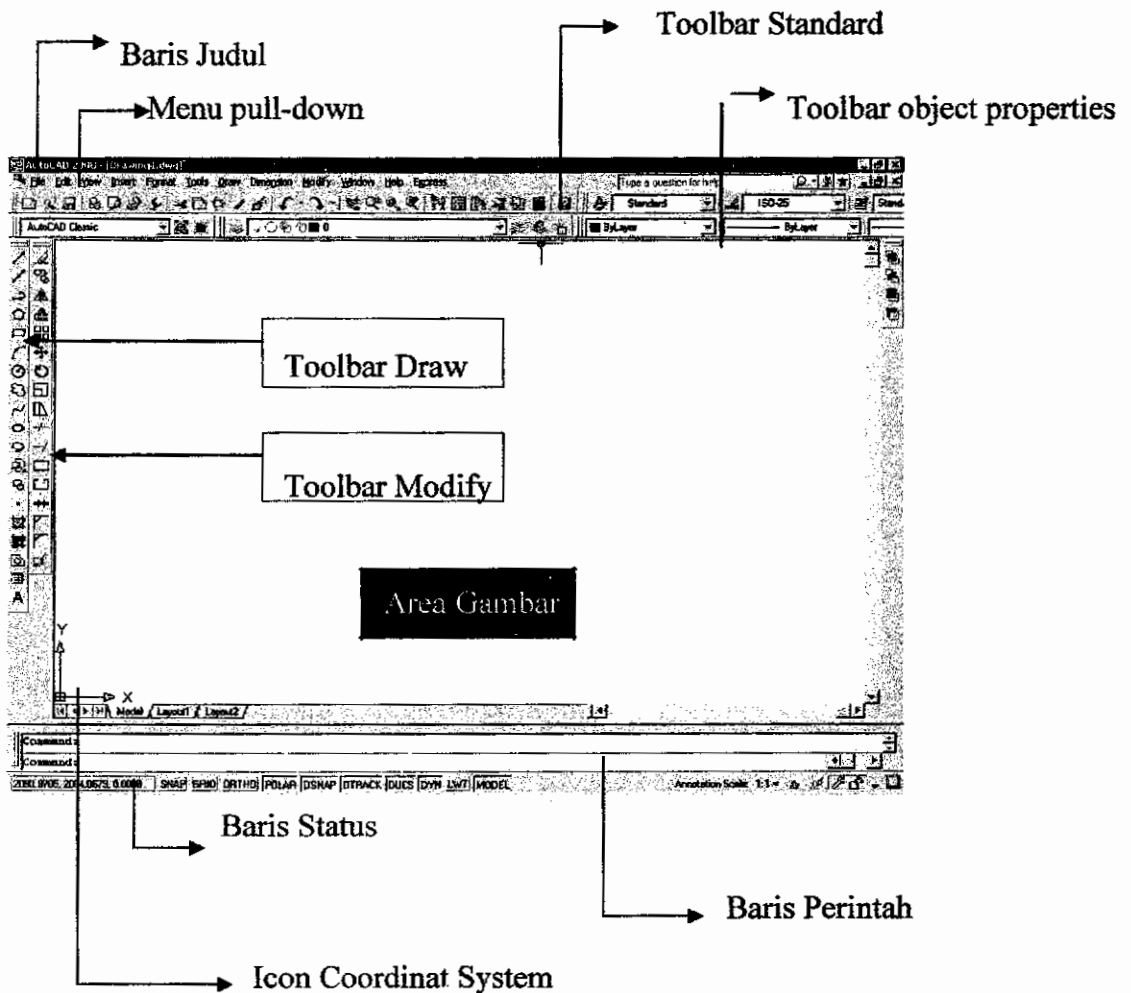 Toolbar Standard
Baris Judul
Menu pull-down
Toolbar object properties
File Edit View Insert Format Tools Draw Dimension Modify Window Help Express
Type a question for help
Standard
ISO-25
AutoCAD Classic
0
ByLayer
ByLayer
Toolbar Draw
Toolbar Modify
Area Gambar
A
Y
X
Model
Layout1
Layout2
Command:
Command:
SNAP GRID ORTHO POLAR OSNAP OTRACK DUCS DYN LWT MODEL
Annotation Scale: 1:1
Baris Status
Baris Perintah
Icon Coordinat System